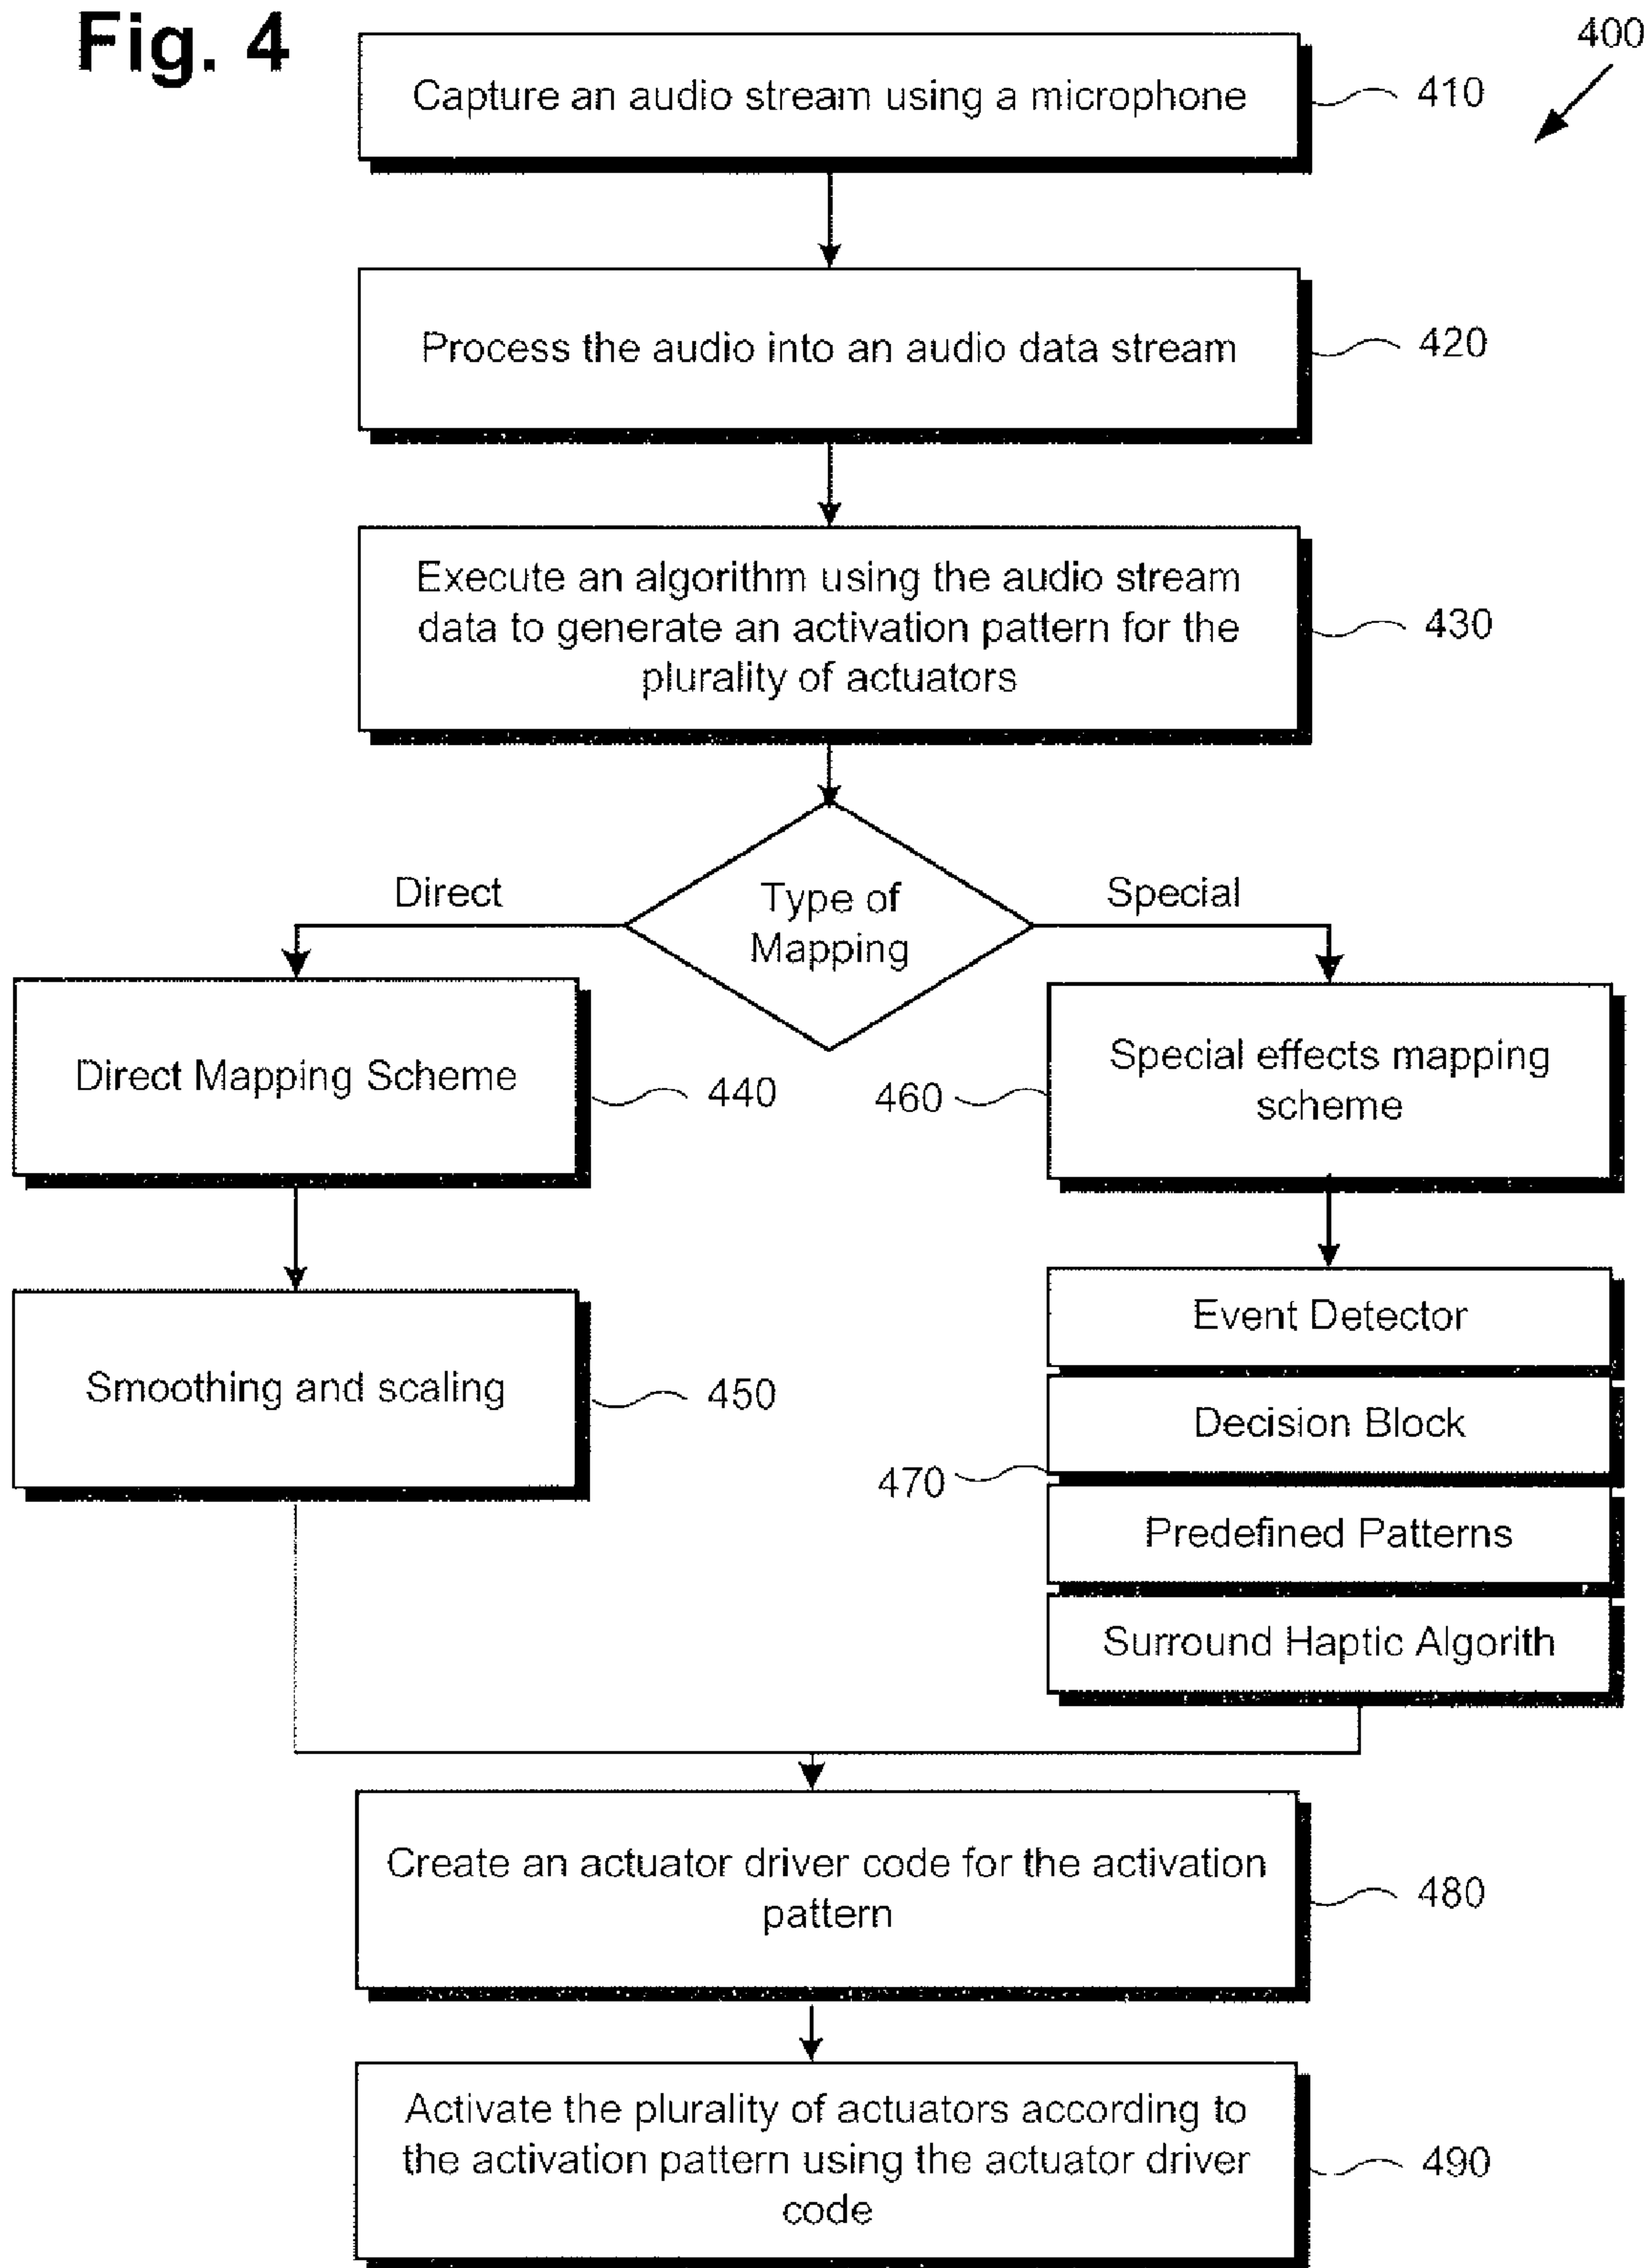 Fig. 4
400
Capture an audio stream using a microphone
410
Process the audio into an audio data stream
420
Execute an algorithm using the audio stream
data to generate an activation pattern for the
plurality of actuators
430
Type of
Mapping
Direct
Special
Direct Mapping Scheme
440
460
Special effects mapping
scheme
Smoothing and scaling
450
Event Detector
Decision Block
470
Predefined Patterns
Surround Haptic Algorith
Create an actuator driver code for the activation
pattern
480
Activate the plurality of actuators according to
the activation pattern using the actuator driver
code
490